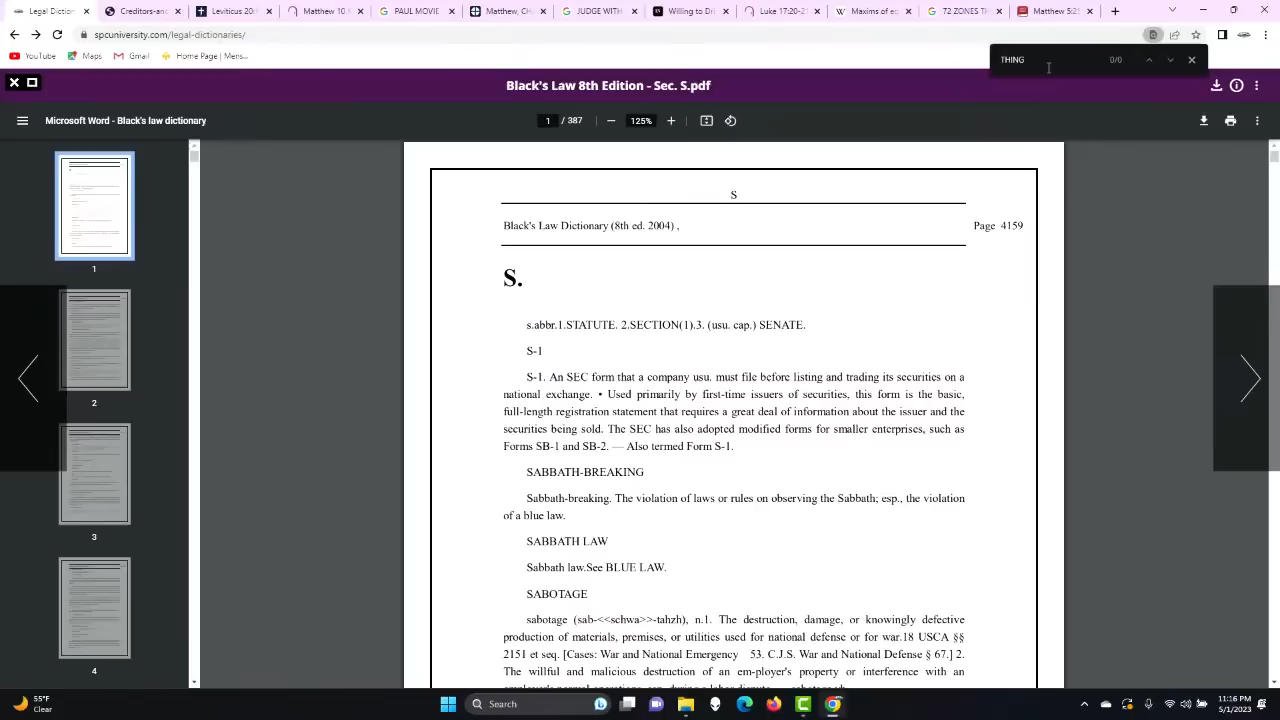 Creditors-and
Leviticus 20:
Matthew 10.
PAUL MOVIE
Matthew, CH
JUDGE WITH
Willing to Di
Luke 17:20-2
Maxims of e
72 ZONES TH
Matthew 5:25
spcuniversity.com/legal-dictionaries/
YouTube
Maps
Gmail
Homepage | Mens...
THING 0/0
Black's Law 8th Edition - Sec. S.pdf
Microsoft Word - Black's law dictionary
1 / 387
125%
S
Black's Law Dictionary (8th ed. 2004) , Page 4159
S.
s.abbr.1.STATUTE. 2.SECTION(1).3. (usu. cap.) SENATE.
S-1
S-1. An SEC form that a company usu. must file before listing and trading its securities on a
national exchange. • Used primarily by first-time issuers of securities, this form is the basic,
full-length registration statement that requires a great deal of information about the issuer and the
securities being sold. The SEC has also adopted modified forms for smaller enterprises, such as
Forms SB-1 and SB-2. — Also termed Form S-1.
SABBATH-BREAKING
Sabbath-breaking. The violation of laws or rules on observing the Sabbath; esp., the violation
of a blue law.
SABBATH LAW
Sabbath law.See BLUE LAW.
SABOTAGE
sabotage (sab-<<schwa>>-tahzh), n.1. The destruction, damage, or knowingly defective
production of materials, premises, or utilities used for national defense or for war.18 USCA §§
2151 et seq. [Cases: War and National Emergency 53. C.J.S. War and National Defense § 67.] 2.
The willful and malicious destruction of an em-ployer's property or interference with an
1
2
3
4
55°F
Clear
Search
11:16 PM
5/1/2023